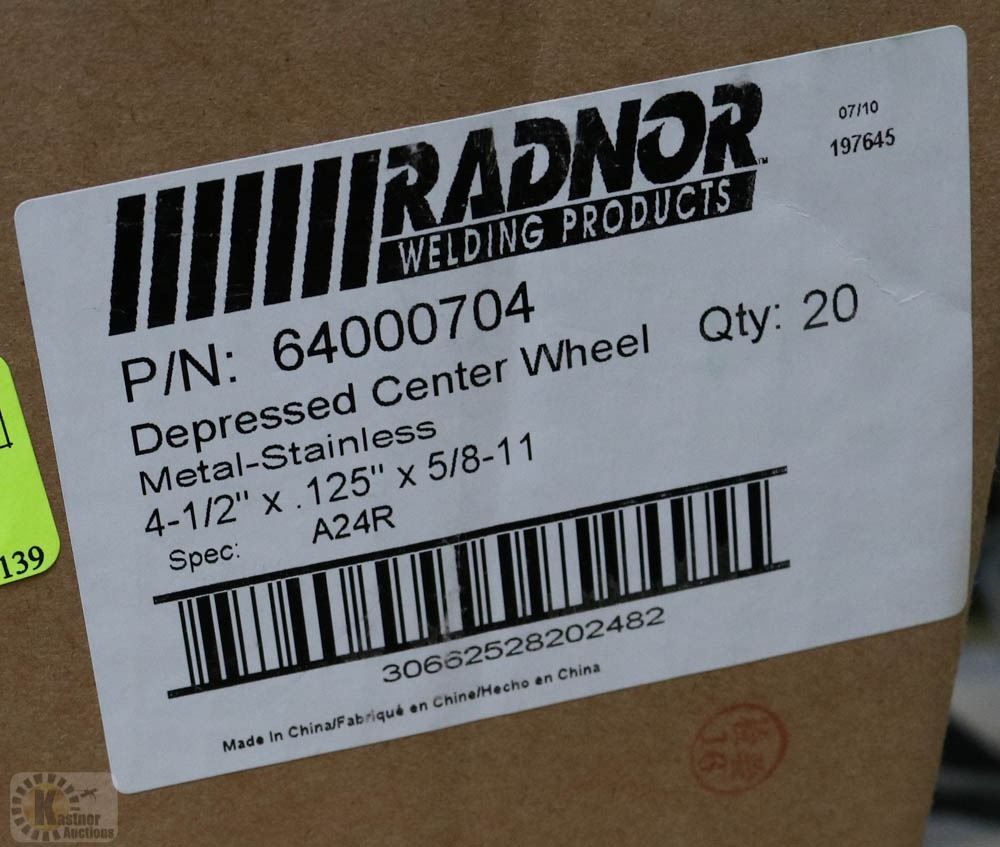 RADNOR™
WELDING PRODUCTS
07/10
197645
P/N: 64000704
Depressed Center Wheel Qty: 20
Metal-Stainless
4-1/2" x .125" x 5/8-11
Spec: A24R
30662528202482
Made In China/Fabriqué en Chine/Hecho en China
139
Kastner
Auctions